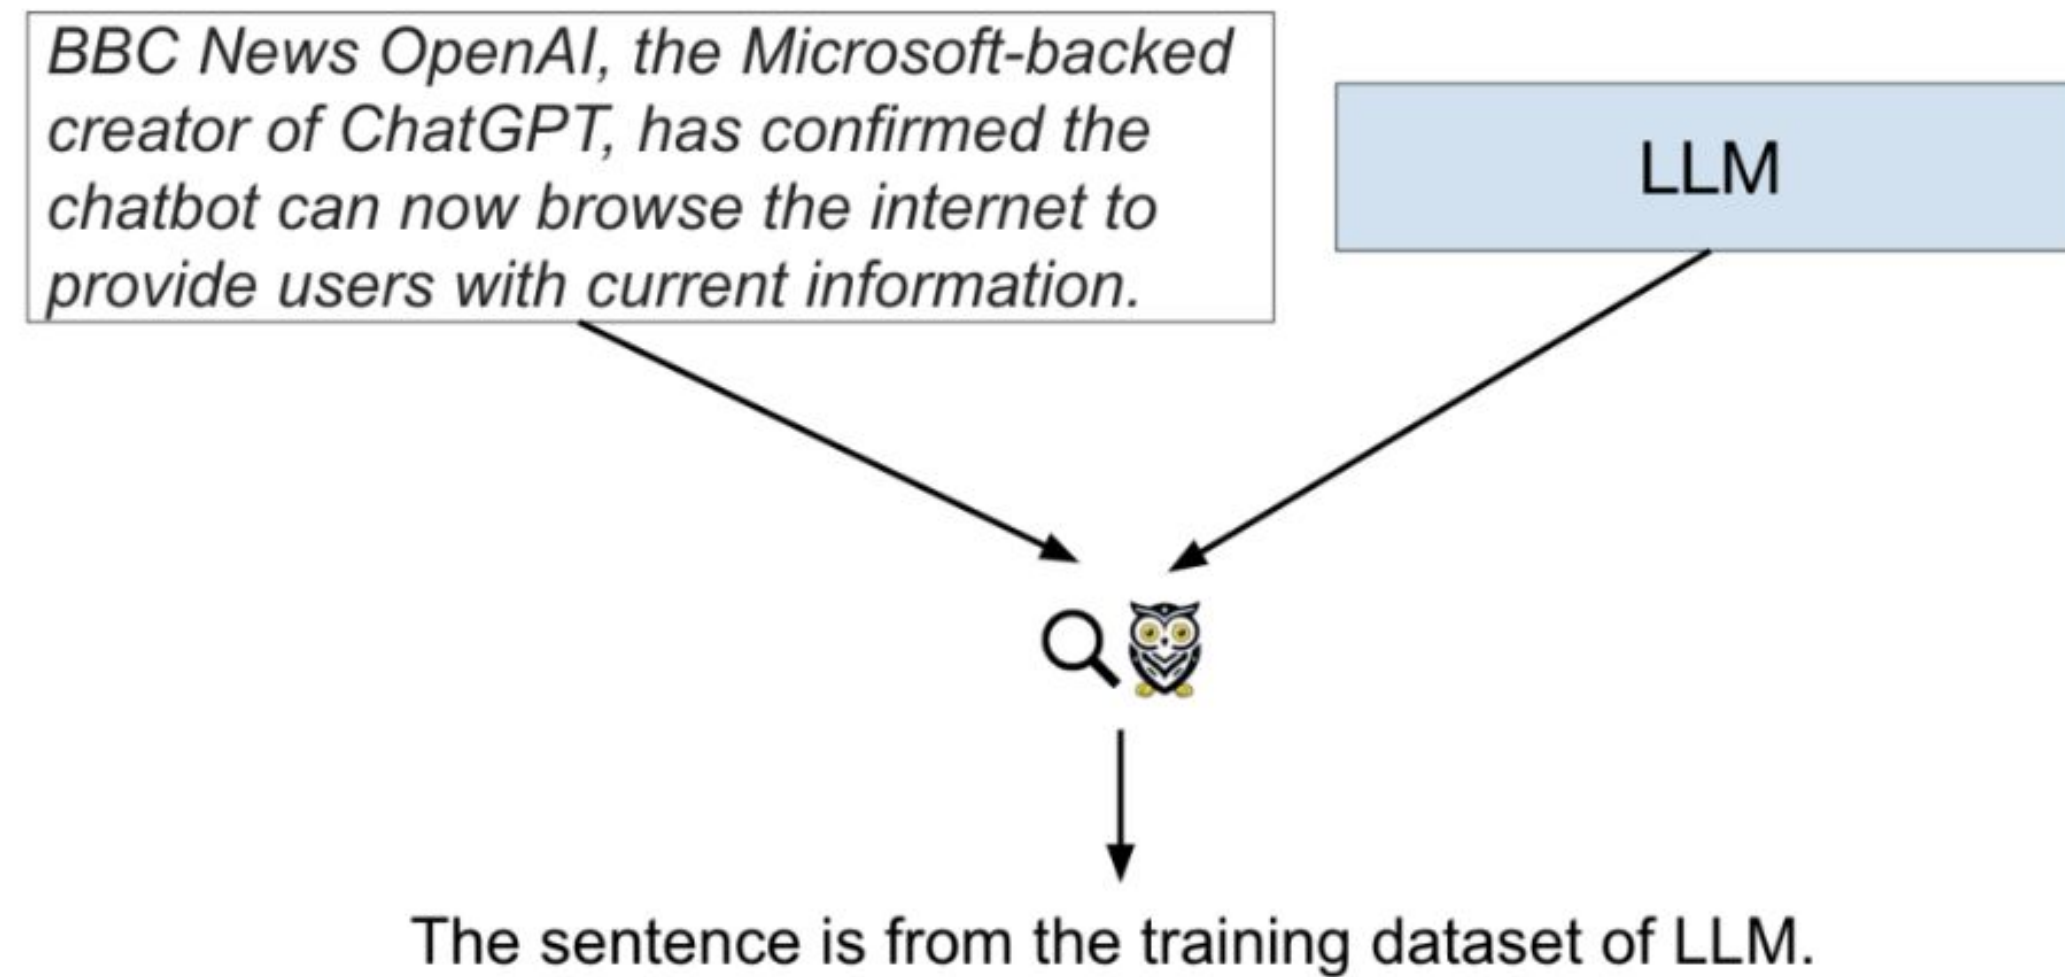 BBC News OpenAI, the Microsoft-backed
creator of ChatGPT, has confirmed the
chatbot can now browse the internet to
provide users with current information.
LLM
The sentence is from the training dataset of LLM.